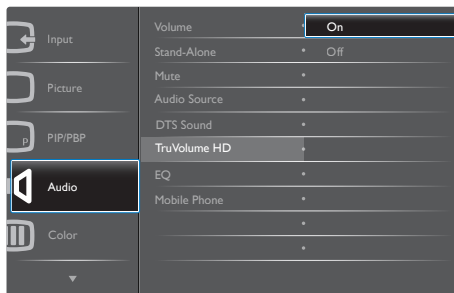 Input
Picture
P PIP/PBP
Audio
Color
Volume
Stand-Alone
Mute
Audio Source
DTS Sound
TruVolume HD
EQ
Mobile Phone
On
Off